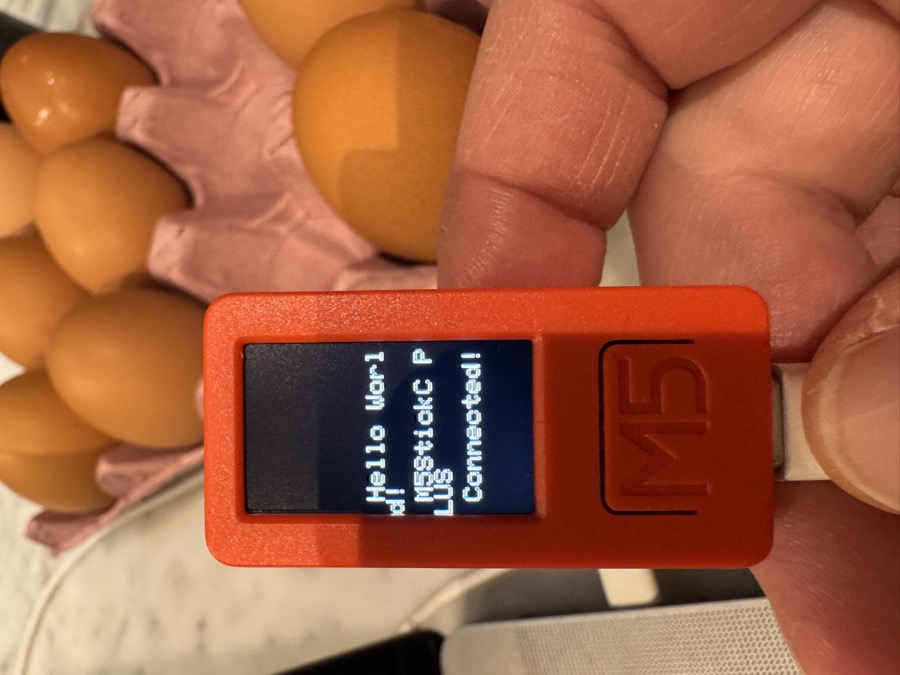 Hello Worl
d!
M5StickC P
LUS
Connected!
M5